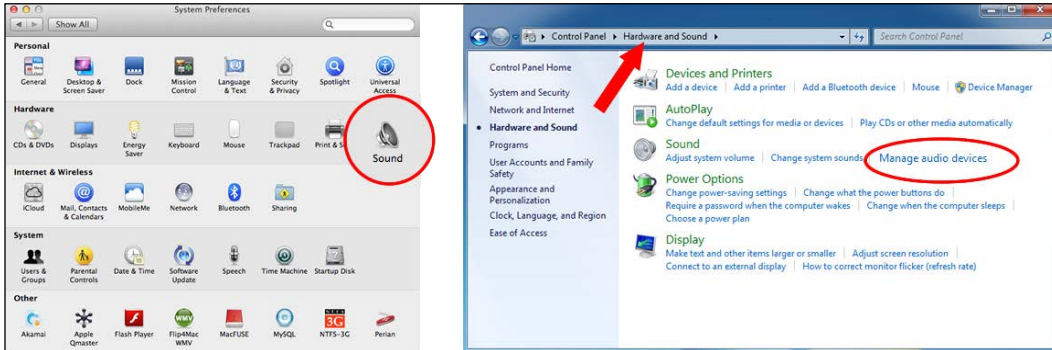 System Preferences
Show All
Personal
General
Desktop &
Screen Saver
Dock
Mission
Control
Language
& Text
Security
& Privacy
Spotlight
Universal
Access
Hardware
CDs & DVDs
Displays
Energy
Saver
Keyboard
Mouse
Trackpad
Print & S
Sound
Internet & Wireless
iCloud
Mail, Contacts
& Calendars
MobileMe
Network
Bluetooth
Sharing
System
Users &
Groups
Parental
Controls
Date & Time
Software
Update
Speech
Time Machine
Startup Disk
Other
Akamai
Apple
Qmaster
Flash Player
Flip4Mac
WMV
MacFUSE
MySQL
NTFS-3G
Perian
Control Panel
Hardware and Sound
Search Control Panel
Control Panel Home
System and Security
Network and Internet
Hardware and Sound
Programs
User Accounts and Family
Safety
Appearance and
Personalization
Clock, Language, and Region
Ease of Access
Devices and Printers
Add a device Add a printer Add a Bluetooth device Mouse Device Manager
AutoPlay
Change default settings for media or devices Play CDs or other media automatically
Sound
Adjust system volume Change system sounds Manage audio devices
Power Options
Change power-saving settings Change what the power buttons do
Require a password when the computer wakes Change when the computer sleeps
Choose a power plan
Display
Make text and other items larger or smaller Adjust screen resolution
Connect to an external display How to correct monitor flicker (refresh rate)